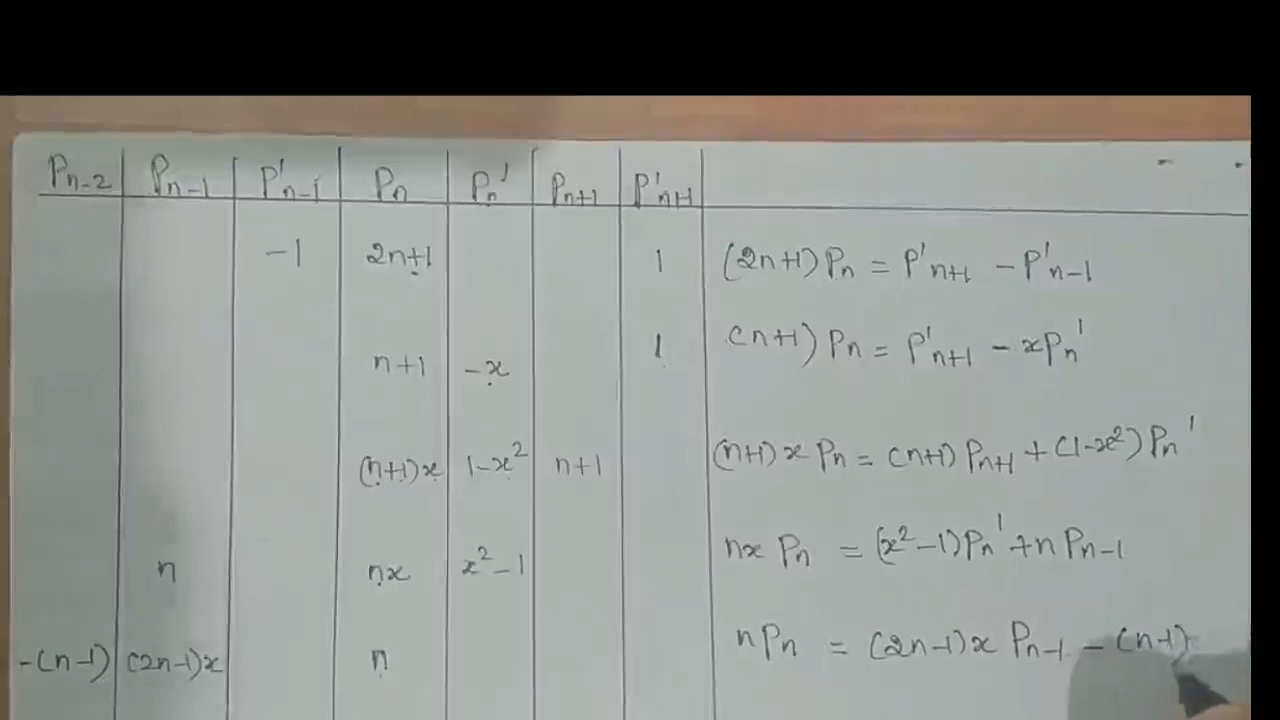 Pn-2 Pn-1 P'n-1 Pn Pn' Pn+1 P'n+1
-1 2n+1 1 (2n+1) Pn = P'n+1 - P'n-1
n+1 -x 1 (n+1) Pn = P'n+1 - xPn'
(n+1)x 1-x² n+1 (n+1)x Pn = (n+1) Pn+1 + (1-x²) Pn'
n nx x²-1 nx Pn = (x²-1)Pn' + n Pn-1
-(n-1) (2n-1)x n nPn = (2n-1)x Pn-1 - (n-1)